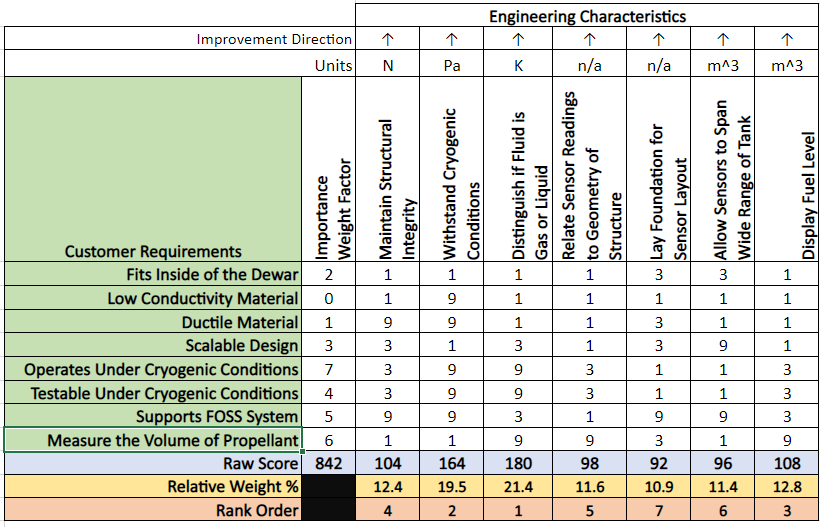 Engineering Characteristics
Improvement Direction ↑ ↑ ↑ ↑ ↑ ↑ ↑
Units N Pa K n/a n/a m^3 m^3
Customer Requirements
Importance
Weight Factor
Maintain Structural
Integrity
Withstand Cryogenic
Conditions
Distinguish if Fluid is
Gas or Liquid
Relate Sensor Readings
to Geometry of
Structure
Lay Foundation for
Sensor Layout
Allow Sensors to Span
Wide Range of Tank
Display Fuel Level
Fits Inside of the Dewar 2 1 1 1 1 3 3 1
Low Conductivity Material 0 1 9 1 1 1 1 1
Ductile Material 1 9 9 1 1 3 1 1
Scalable Design 3 3 1 3 1 3 9 1
Operates Under Cryogenic Conditions 7 3 9 9 3 1 1 3
Testable Under Cryogenic Conditions 4 3 9 9 3 1 1 3
Supports FOSS System 5 9 9 3 1 9 9 3
Measure the Volume of Propellant 6 1 1 9 9 3 1 9
Raw Score 842 104 164 180 98 92 96 108
Relative Weight % 12.4 19.5 21.4 11.6 10.9 11.4 12.8
Rank Order 4 2 1 5 7 6 3